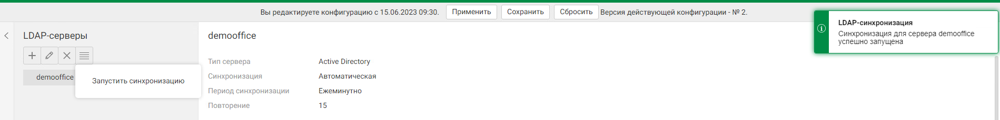 Вы редактируете конфигурацию с 15.06.2023 09:30. Применить Сохранить Сбросить Версия действующей конфигурации - № 2.
LDAP-синхронизация
Синхронизация для сервера demooffice
успешно запущена
LDAP-серверы
demooffice
Запустить синхронизацию
demooffice
Тип сервера Active Directory
Синхронизация Автоматическая
Период синхронизации Ежеминутно
Повторение 15